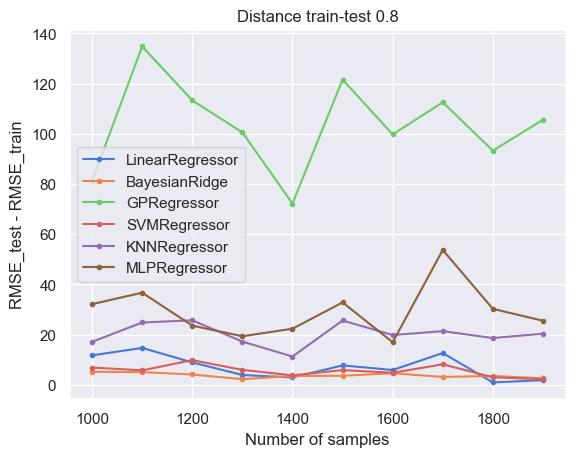 Distance train-test 0.8
RMSE_test - RMSE_train
140
120
100
80
60
40
20
0
LinearRegressor
BayesianRidge
GPRegressor
SVMRegressor
KNNRegressor
MLPRegressor
1000
1200
1400
1600
1800
Number of samples